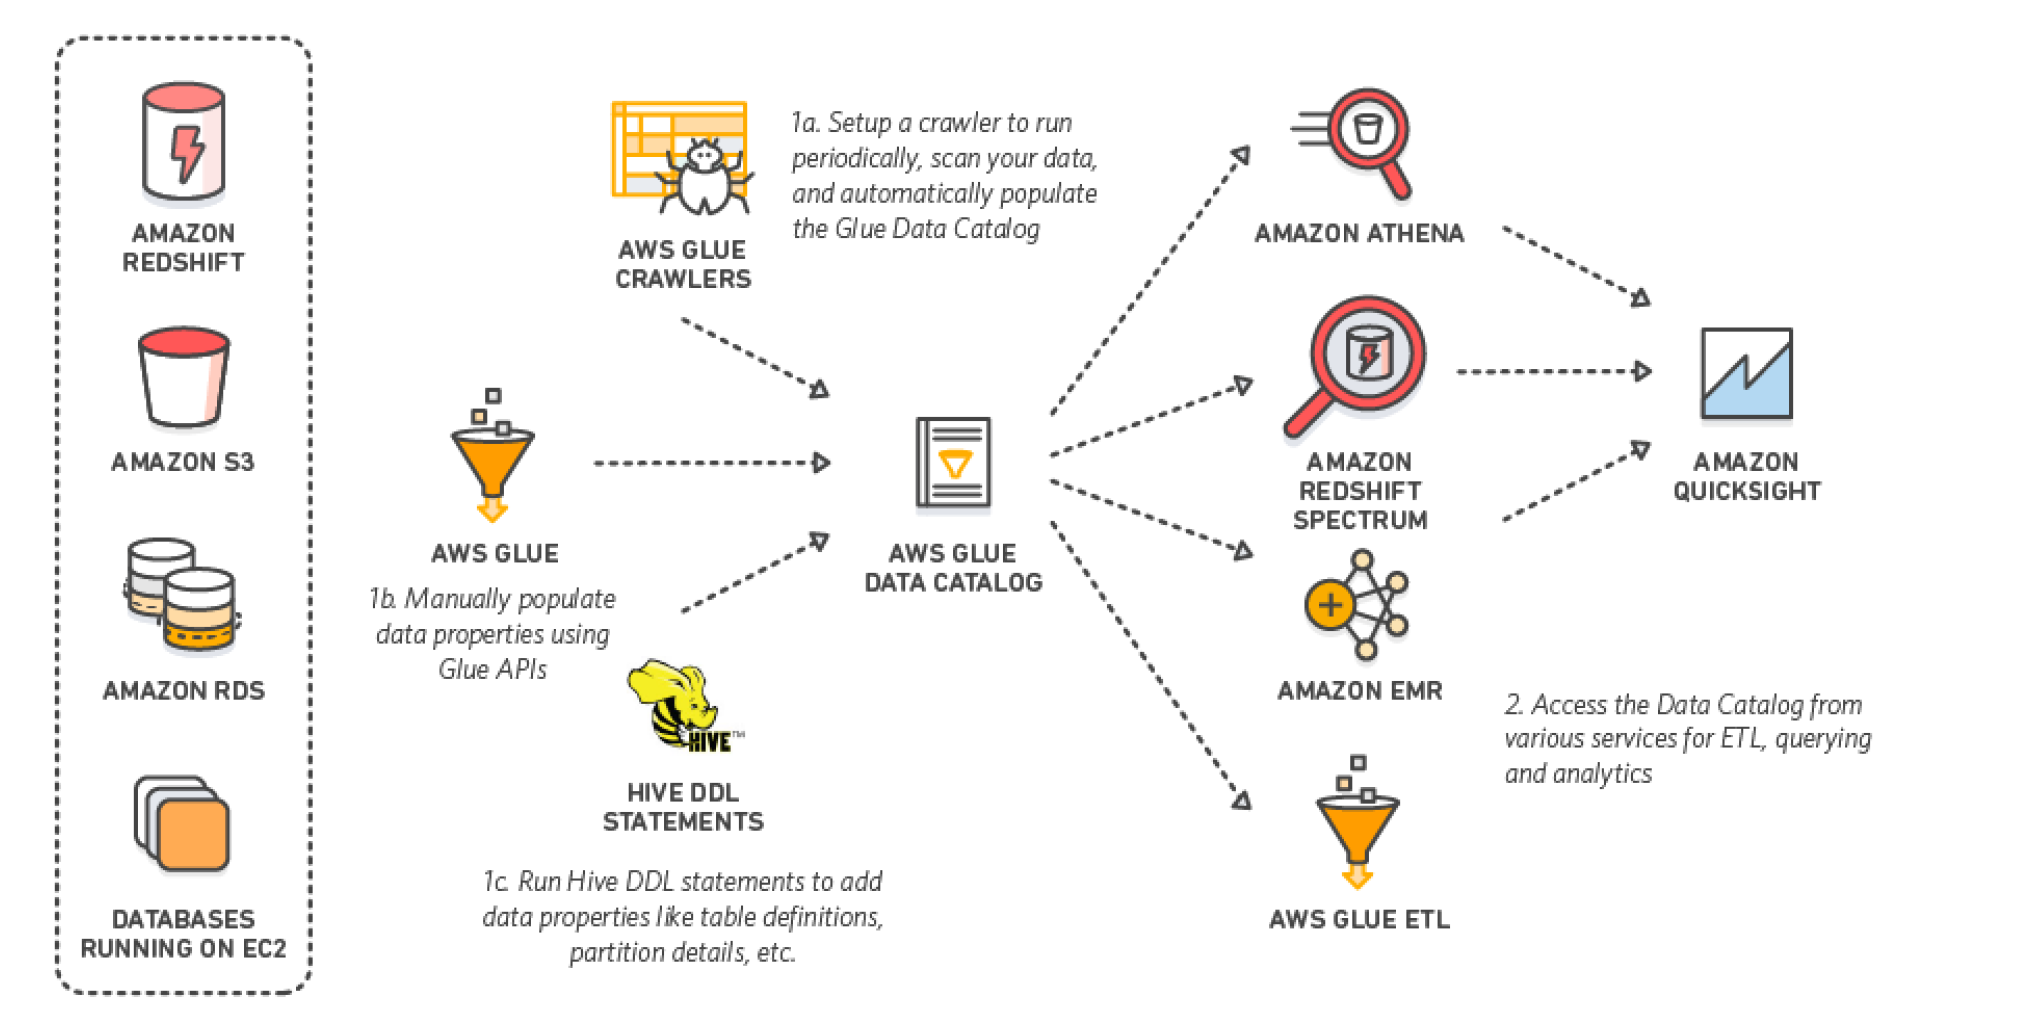 AMAZON
REDSHIFT
AMAZON S3
AMAZON RDS
DATABASES
RUNNING ON EC2
AWS GLUE
CRAWLERS
1a. Setup a crawler to run
periodically, scan your data,
and automatically populate
the Glue Data Catalog
AWS GLUE
1b. Manually populate
data properties using
Glue APIs
HIVE™
HIVE DDL
STATEMENTS
1c. Run Hive DDL statements to add
data properties like table definitions,
partition details, etc.
AWS GLUE
DATA CATALOG
AMAZON ATHENA
AMAZON
REDSHIFT
SPECTRUM
AMAZON EMR
AWS GLUE ETL
AMAZON
QUICKSIGHT
2. Access the Data Catalog from
various services for ETL, querying
and analytics